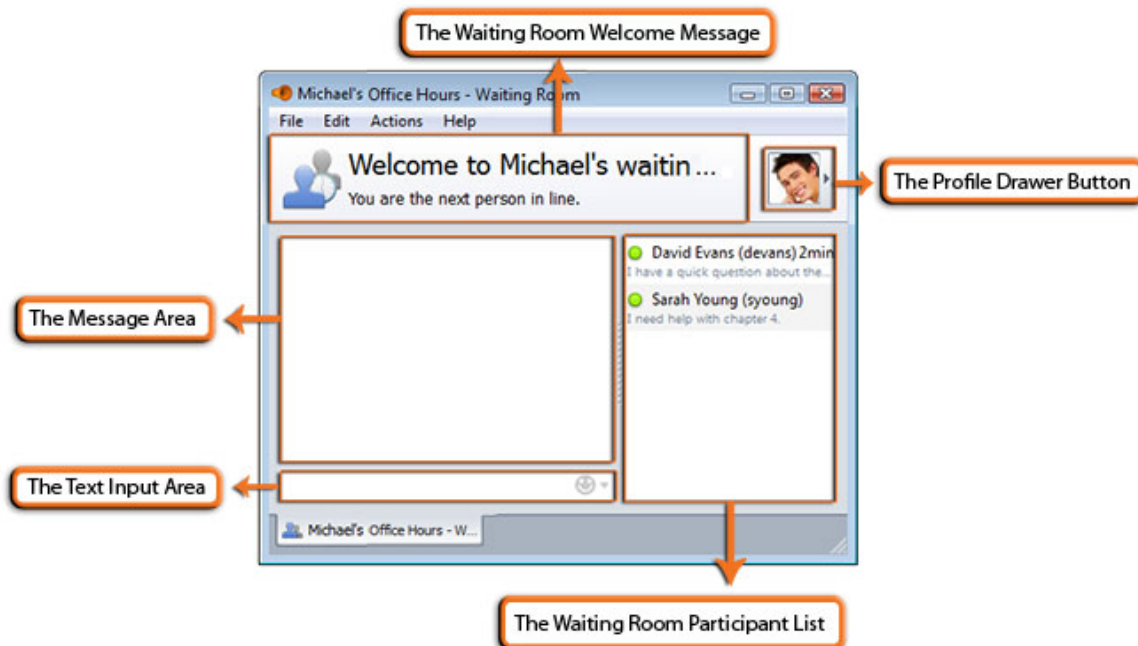 The Waiting Room Welcome Message
Michael's Office Hours - Waiting Room
File Edit Actions Help
Welcome to Michael's waitin ...
You are the next person in line.
The Profile Drawer Button
David Evans (devans) 2min
I have a quick question about the...
Sarah Young (syoung)
I need help with chapter 4.
The Message Area
The Text Input Area
Michael's Office Hours - W...
The Waiting Room Participant List